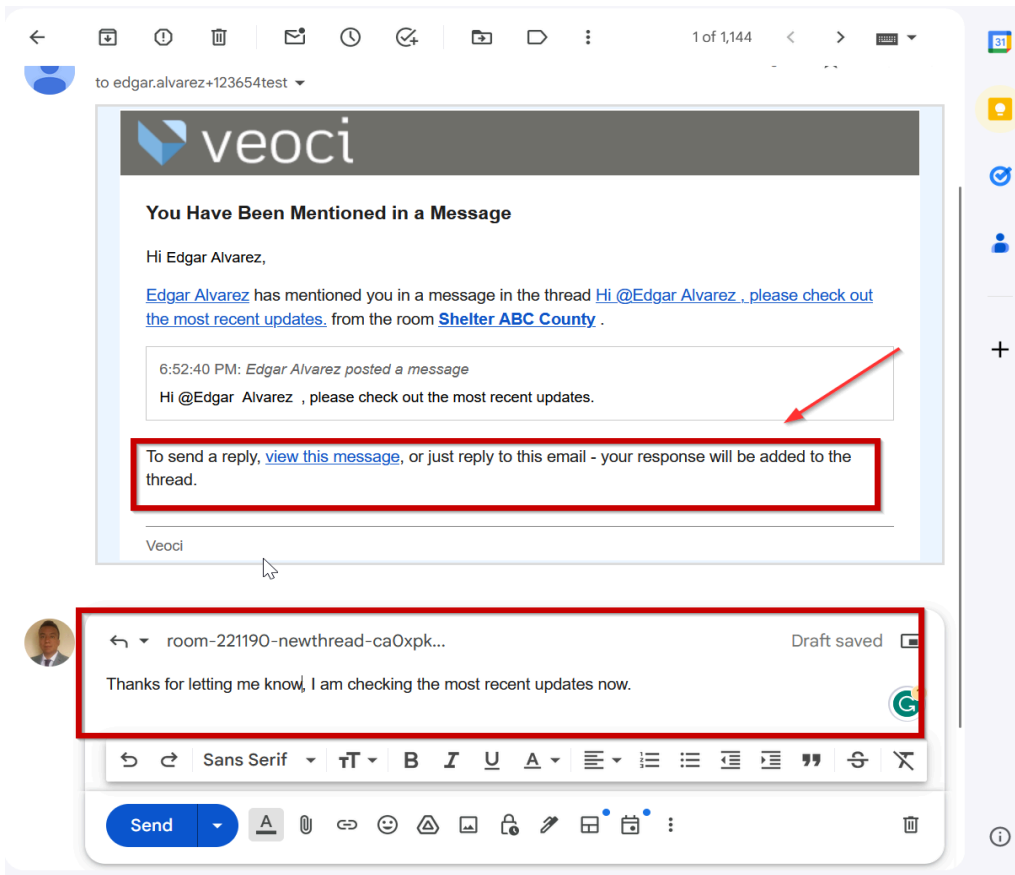 1 of 1,144
31
to edgar.alvarez+123654test
veoci
You Have Been Mentioned in a Message
Hi Edgar Alvarez,
Edgar Alvarez has mentioned you in a message in the thread Hi @Edgar Alvarez , please check out
the most recent updates. from the room Shelter ABC County .
6:52:40 PM: Edgar Alvarez posted a message
Hi @Edgar Alvarez , please check out the most recent updates.
To send a reply, view this message, or just reply to this email - your response will be added to the
thread.
Veoci
room-221190-newthread-ca0xpk... Draft saved
Thanks for letting me know, I am checking the most recent updates now.
Sans Serif
Send